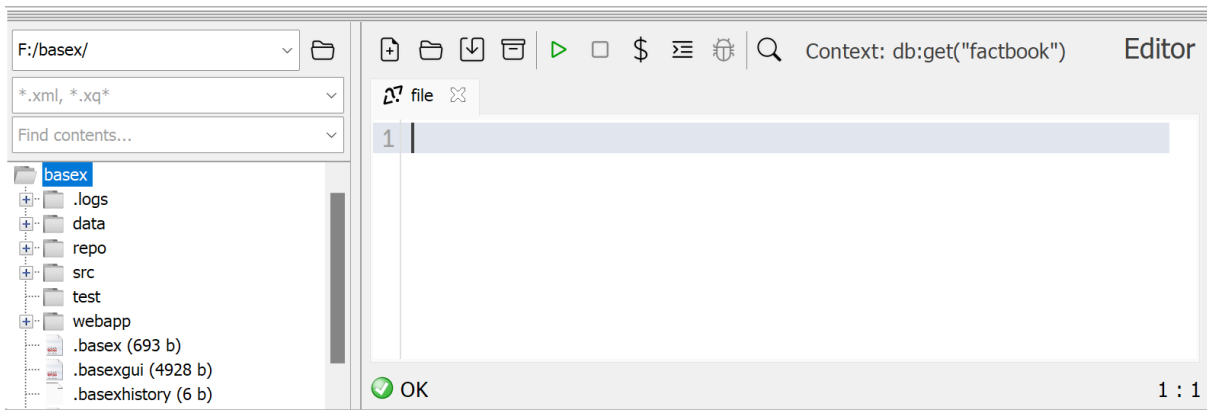 F:/basex/
*.xml, *.xq*
Find contents...
basex
.logs
data
repo
src
test
webapp
.basex (693 b)
.basexgui (4928 b)
.basexhistory (6 b)
$ Context: db:get("factbook") Editor
file
1
OK 1 : 1